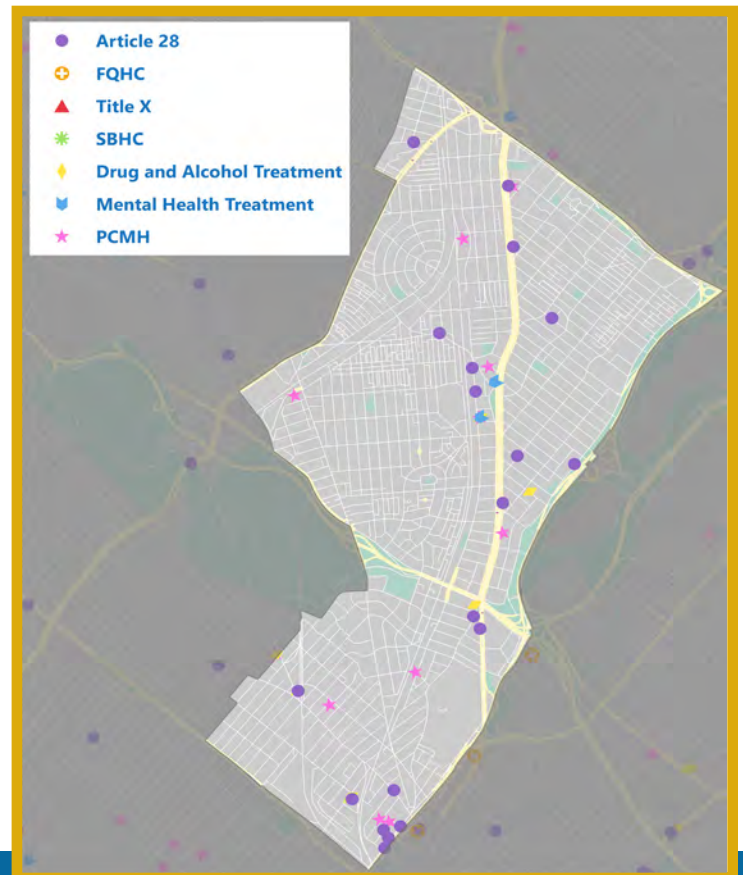 Article 28
FQHC
Title X
SBHC
Drug and Alcohol Treatment
Mental Health Treatment
PCMH